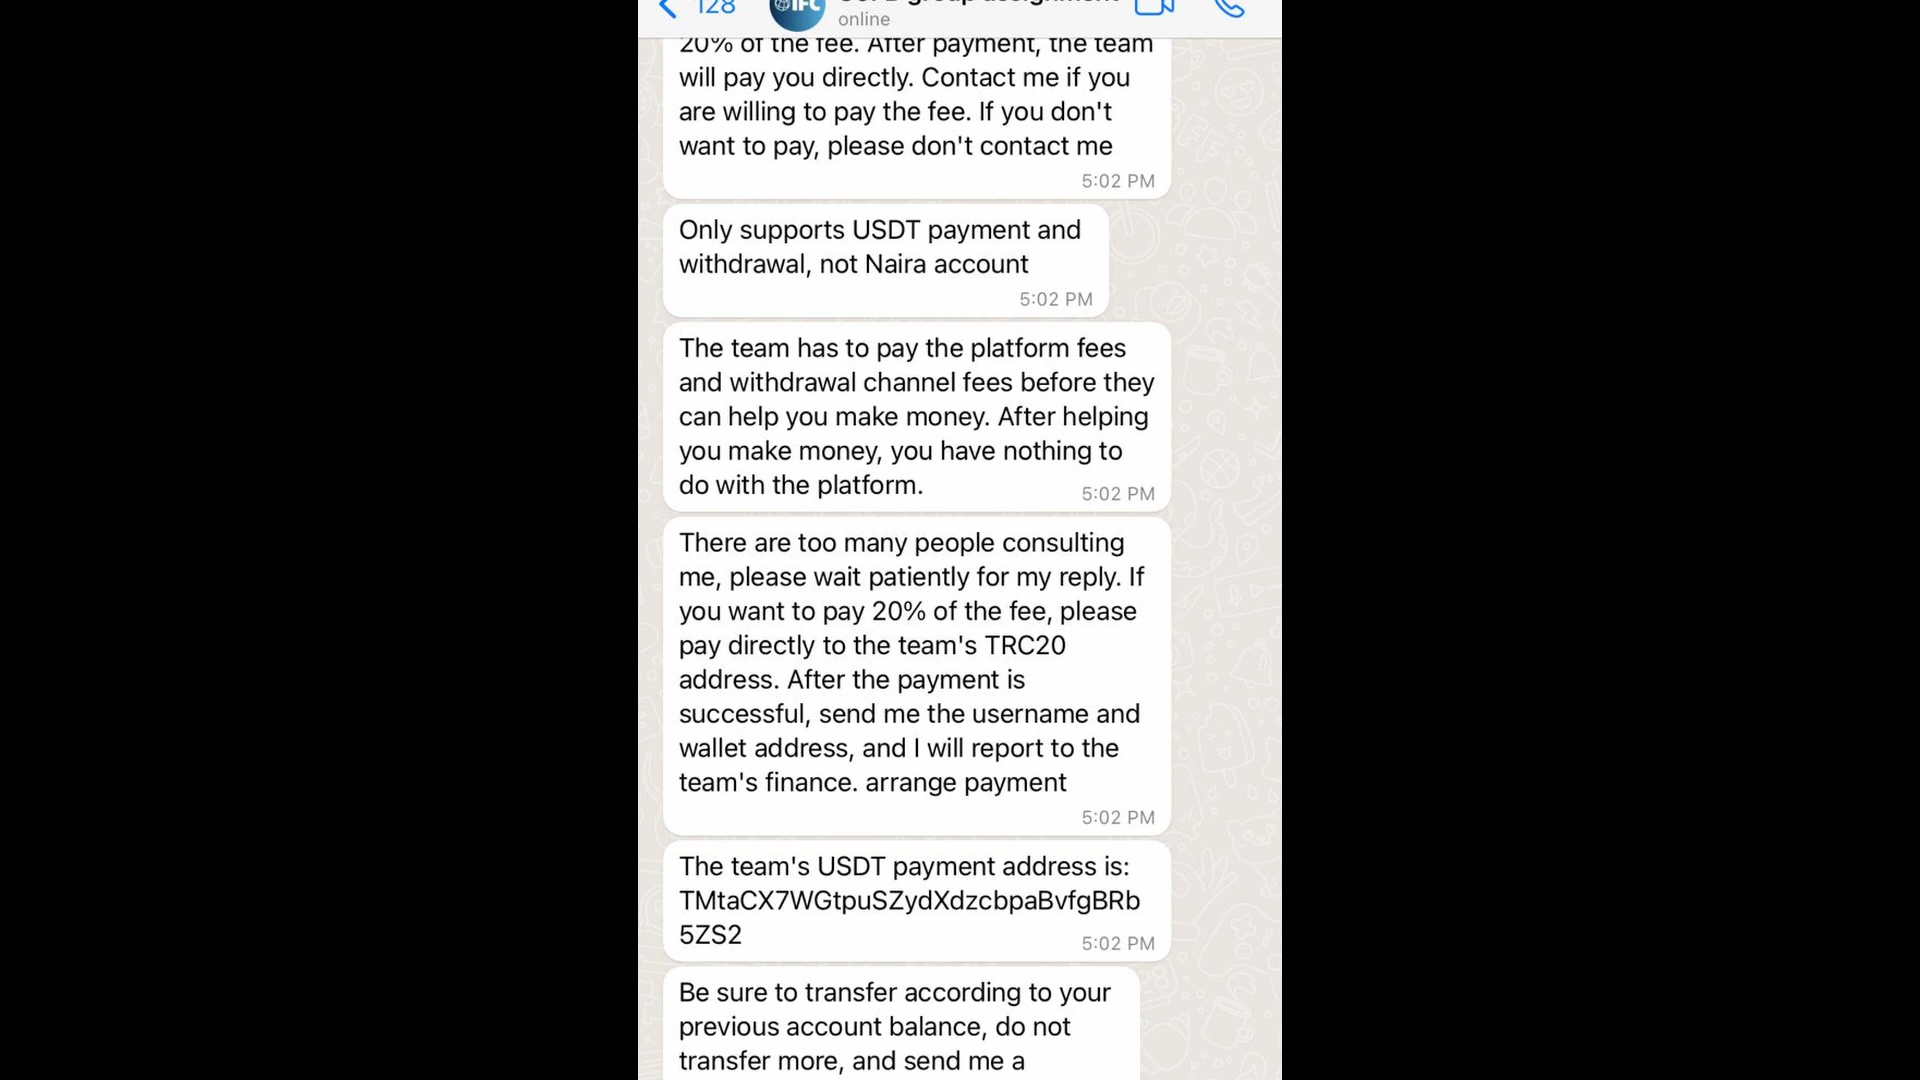 128
IFC
group assignment
online
20% of the fee. After payment, the team
will pay you directly. Contact me if you
are willing to pay the fee. If you don't
want to pay, please don't contact me
5:02 PM
Only supports USDT payment and
withdrawal, not Naira account
5:02 PM
The team has to pay the platform fees
and withdrawal channel fees before they
can help you make money. After helping
you make money, you have nothing to
do with the platform.
5:02 PM
There are too many people consulting
me, please wait patiently for my reply. If
you want to pay 20% of the fee, please
pay directly to the team's TRC20
address. After the payment is
successful, send me the username and
wallet address, and I will report to the
team's finance. arrange payment
5:02 PM
The team's USDT payment address is:
TMtaCX7WGtpuSZydXdzcbpaBvfgBRb
5ZS2
5:02 PM
Be sure to transfer according to your
previous account balance, do not
transfer more, and send me a